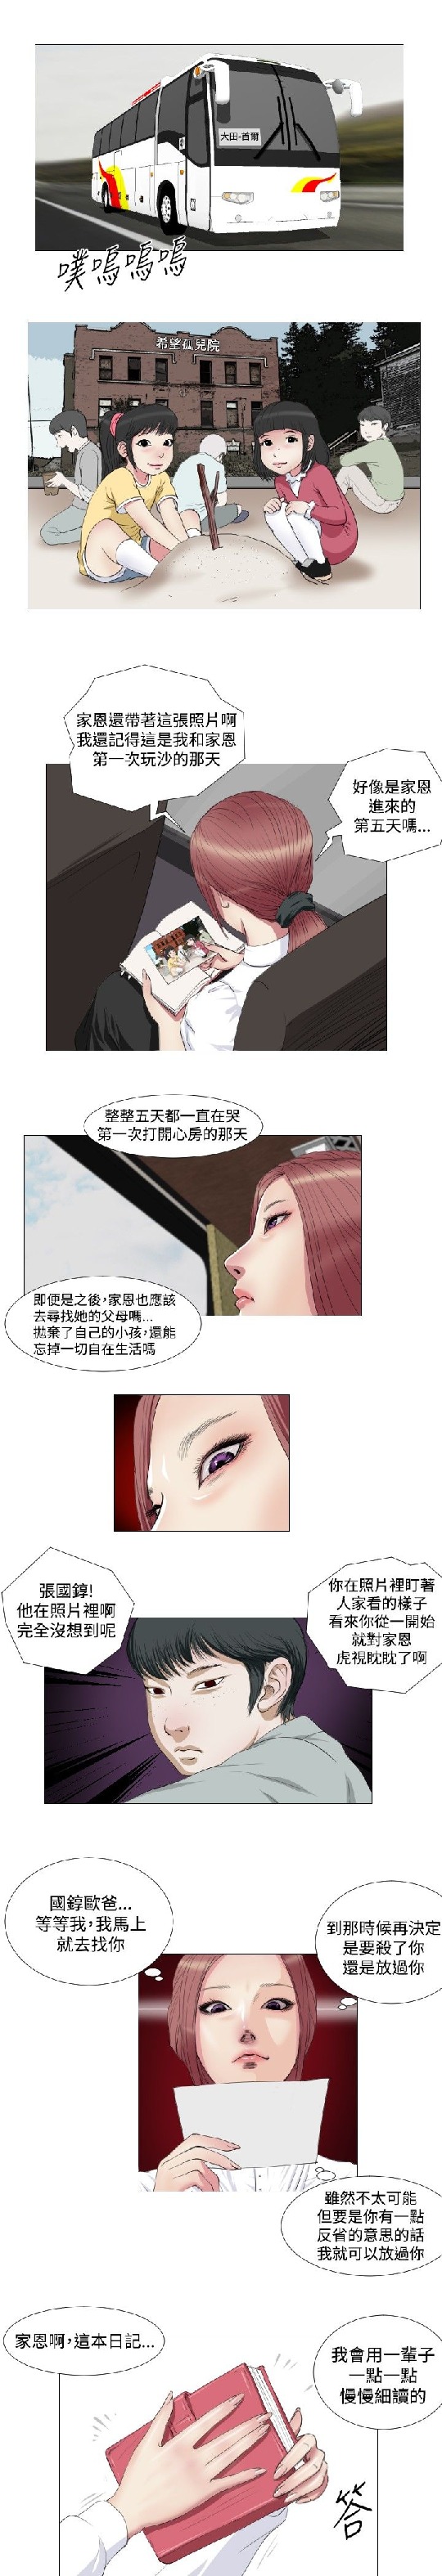 大田-首爾
噗嗚嗚嗚
希望孤兒院
家恩還帶著這張照片啊
我還記得這是我和家恩
第一次玩沙的那天
好像是家恩
進來的
第五天嗎...
整整五天都一直在哭
第一次打開心房的那天
即使是之後,家恩也應該
去尋找她的父母嗎...
拋棄了自己的小孩,還能
忘掉一切自在生活嗎
張國錞!
他在照片裡啊
完全沒想到呢
你在照片裡盯著
人家看的樣子
看來你從一開始
就對家恩
虎視眈眈了啊
國錞歐爸...
等等我,我馬上
就去找你
到那時候再決定
是要殺了你
還是放過你
雖然不太可能
但要是你有一點
反省的意思的話
我就可以放過你
家恩啊,這本日記...
我會用一輩子
一點一點
慢慢細讀的
答